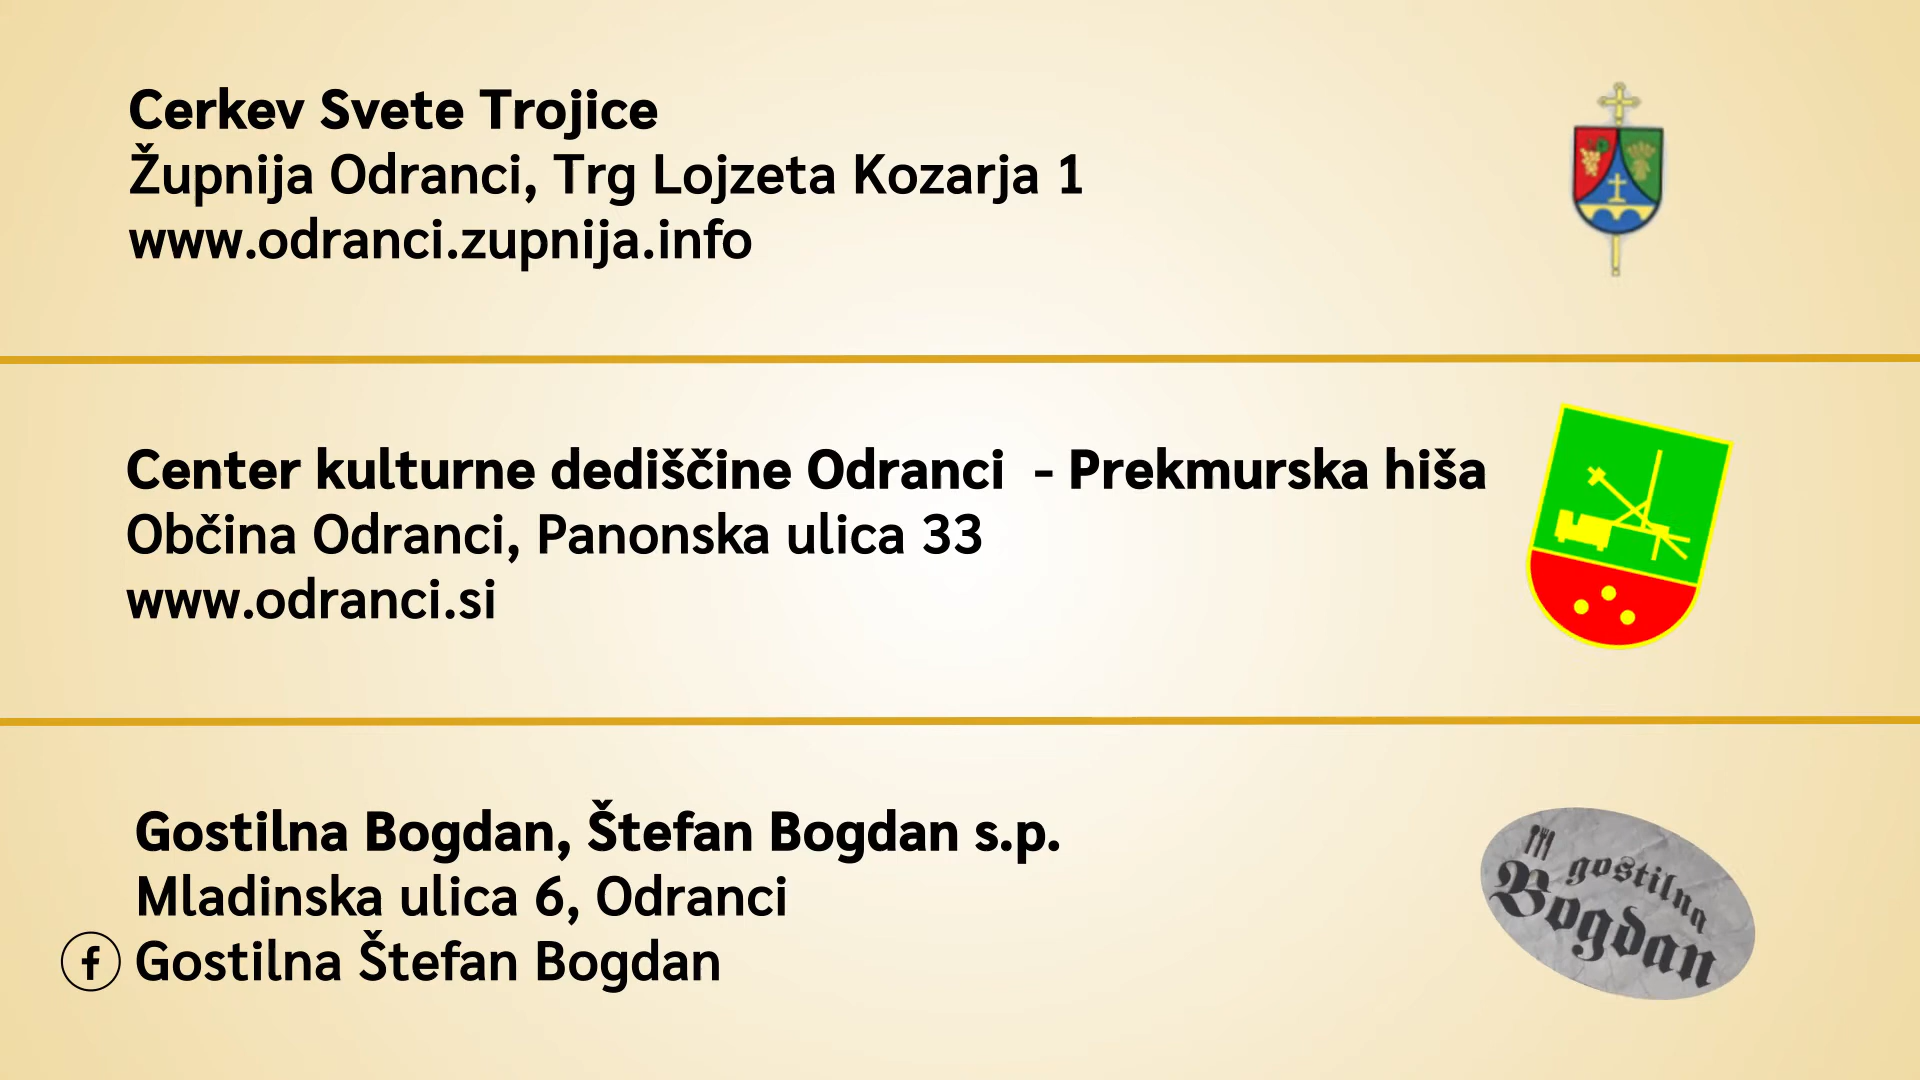 Cerkev Svete Trojice
Župnija Odranci, Trg Lojzeta Kozarja 1
www.odranci.zupnija.info
Center kulturne dediščine Odranci - Prekmurska hiša
Občina Odranci, Panonska ulica 33
www.odranci.si
Gostilna Bogdan, Štefan Bogdan s.p.
Mladinska ulica 6, Odranci
f Gostilna Štefan Bogdan
gostilna
Bogdan